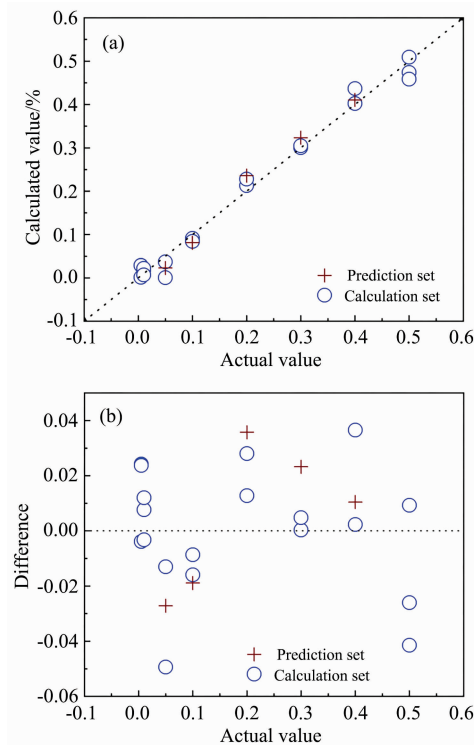 0.6
(a)
0.5
0.4
0.3
0.2
0.1
0.0
-0.1
Calculated value/%
Prediction set
Calculation set
-0.1 0.0 0.1 0.2 0.3 0.4 0.5 0.6
Actual value
(b)
0.04
0.02
0.00
-0.02
-0.04
-0.06
Difference
Prediction set
Calculation set
-0.1 0.0 0.1 0.2 0.3 0.4 0.5 0.6
Actual value